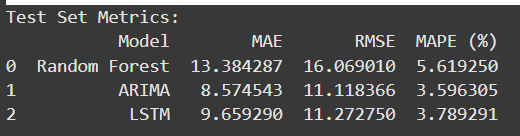 Test Set Metrics:
Model MAE RMSE MAPE (%)
0 Random Forest 13.384287 16.069010 5.619250
1 ARIMA 8.574543 11.118366 3.596305
2 LSTM 9.659290 11.272750 3.789291